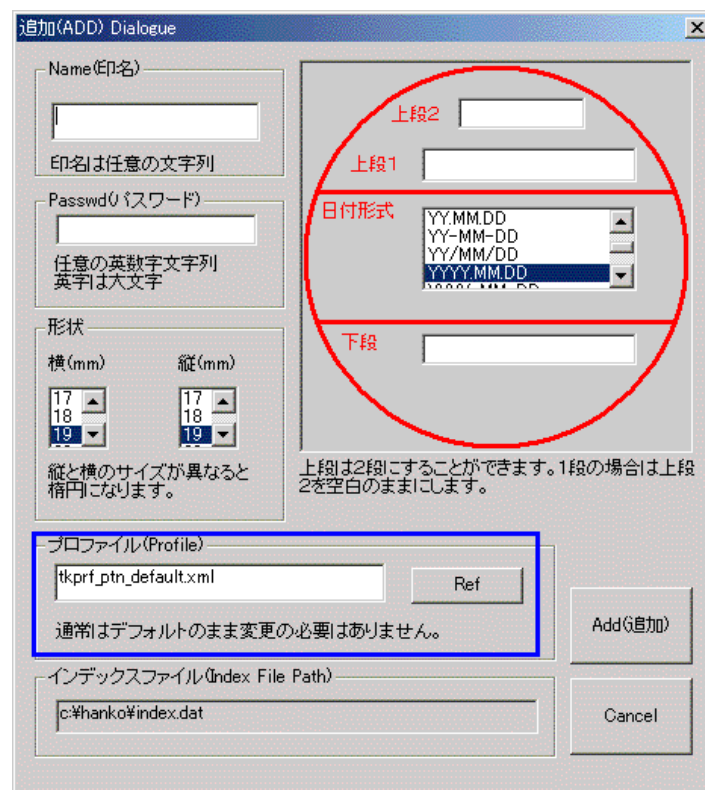 追加(ADD) Dialogue
Name(印名)
印名は任意の文字列
Passwd(パスワード)
任意の英数字文字列
英字は大文字
形状
横(mm)
縦(mm)
17
18
19
17
18
19
縦と横のサイズが異なると
楕円になります。
上段2
上段1
日付形式
YY.MM.DD
YY-MM-DD
YY/MM/DD
YYYY.MM.DD
下段
上段は2段にすることができます。1段の場合は上段
2を空白のままにします。
プロファイル(Profile)
tkprf_ptn_default.xml
Ref
通常はデフォルトのまま変更の必要はありません。
インデックスファイル(Index File Path)
c:¥hanko¥index.dat
Add(追加)
Cancel